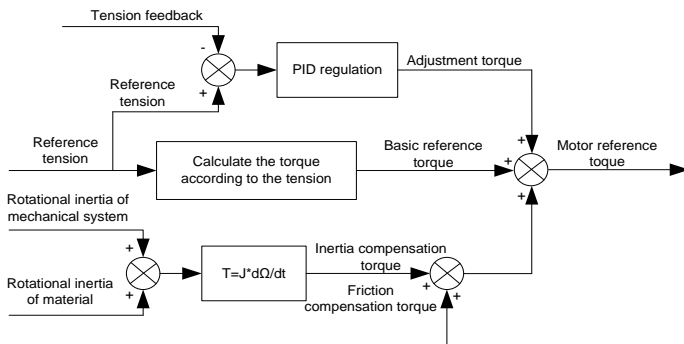 Tension feedback
-
PID regulation
Adjustment torque
+
Reference
tension
+
Reference
tension
Calculate the torque
according to the tension
Basic reference
torque
+
Motor reference
toque
+
Rotational inertia of
mechanical system
+
Rotational inertia
of material
+
T=J*dΩ/dt
Inertia compensation
torque
+
Friction
compensation torque
+